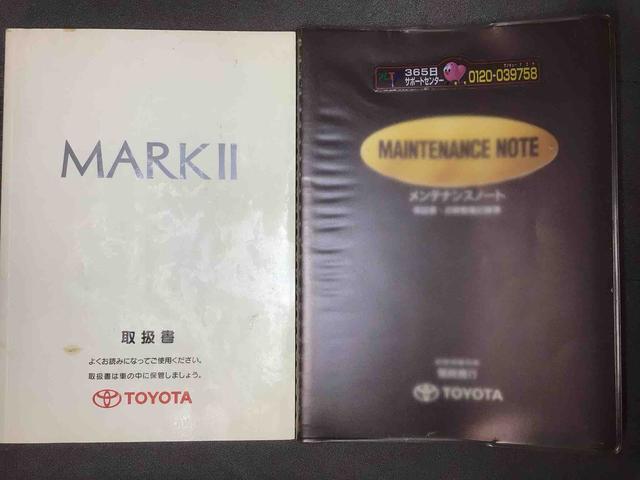 MARK II
取扱書
よくお読みになってご使用ください。
取扱書は車の中に保管しましょう。
TOYOTA
365日
サポートセンター
0120-039758
MAINTENANCE NOTE
メンテナンスノート
TOYOTA